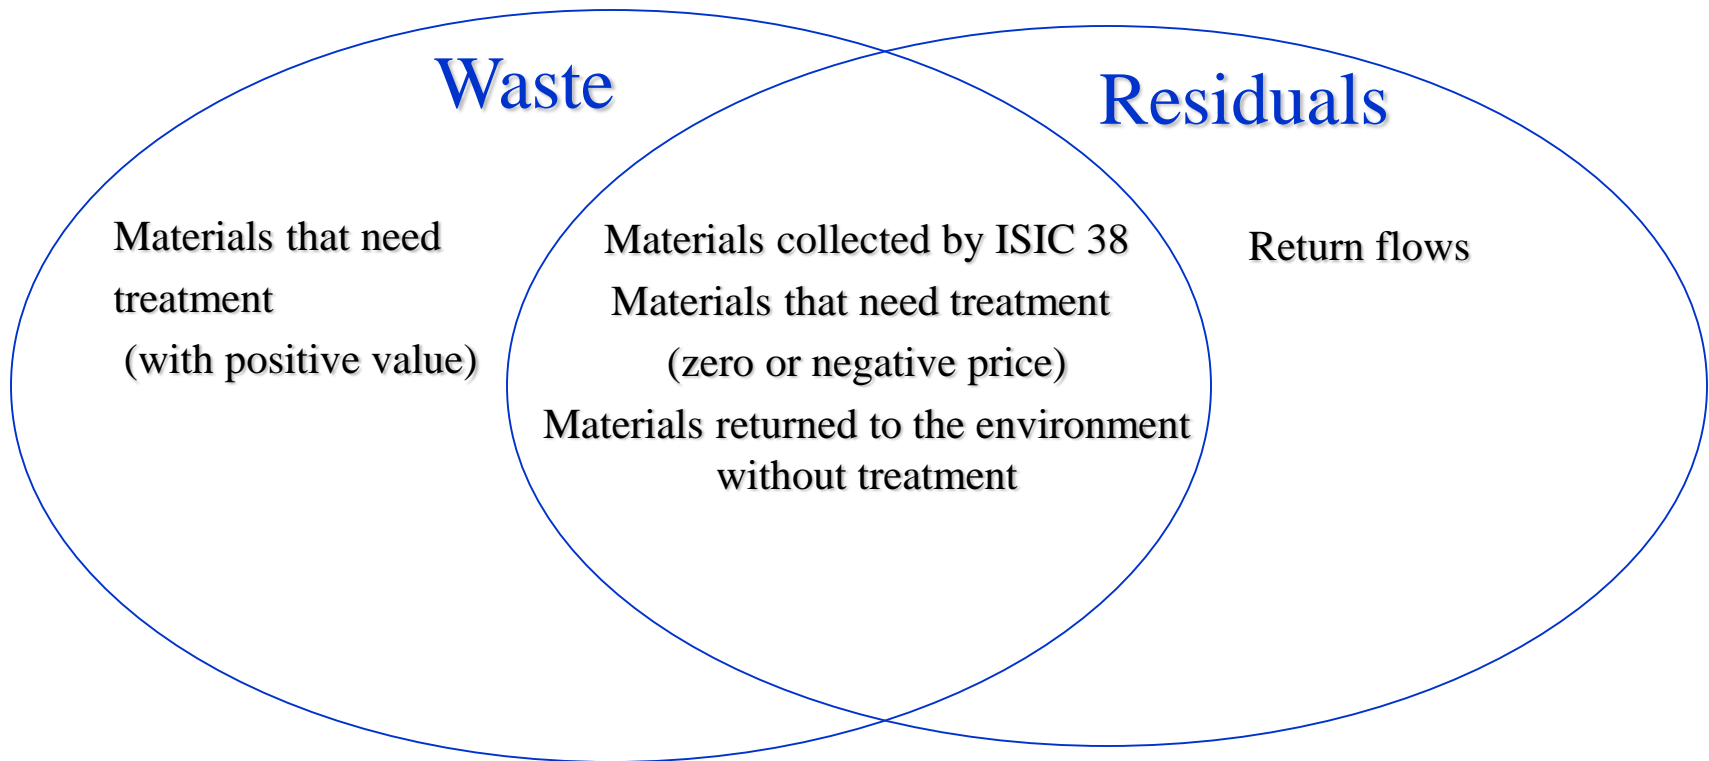 Waste
Residuals
Materials that need
treatment
(with positive value)
Materials collected by ISIC 38
Materials that need treatment
(zero or negative price)
Materials returned to the environment
without treatment
Return flows